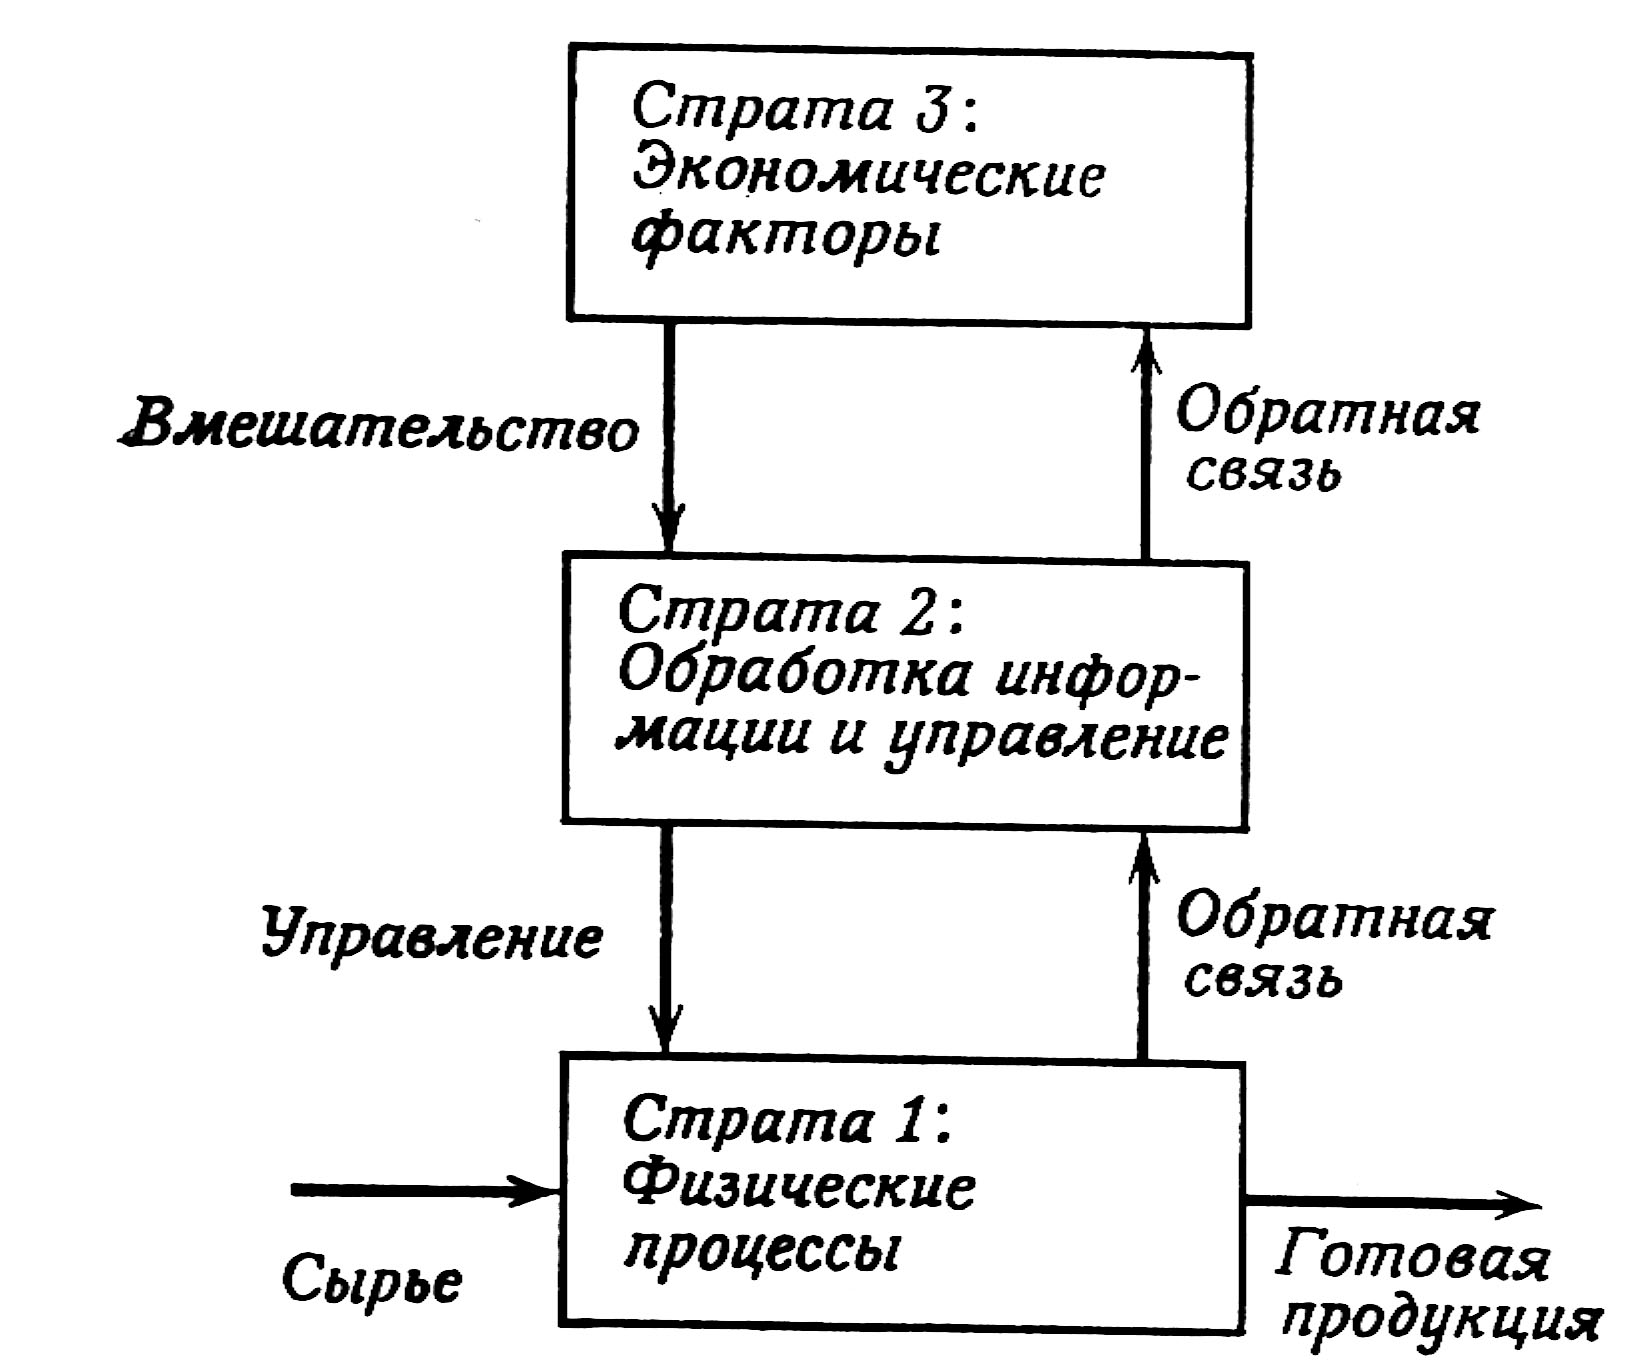 Страта 3:
Экономические
факторы
Вмешательство
Обратная
связь
Страта 2:
Обработка инфор-
мации и управление
Управление
Обратная
связь
Страта 1:
Физические
процессы
Сырье
Готовая
продукция